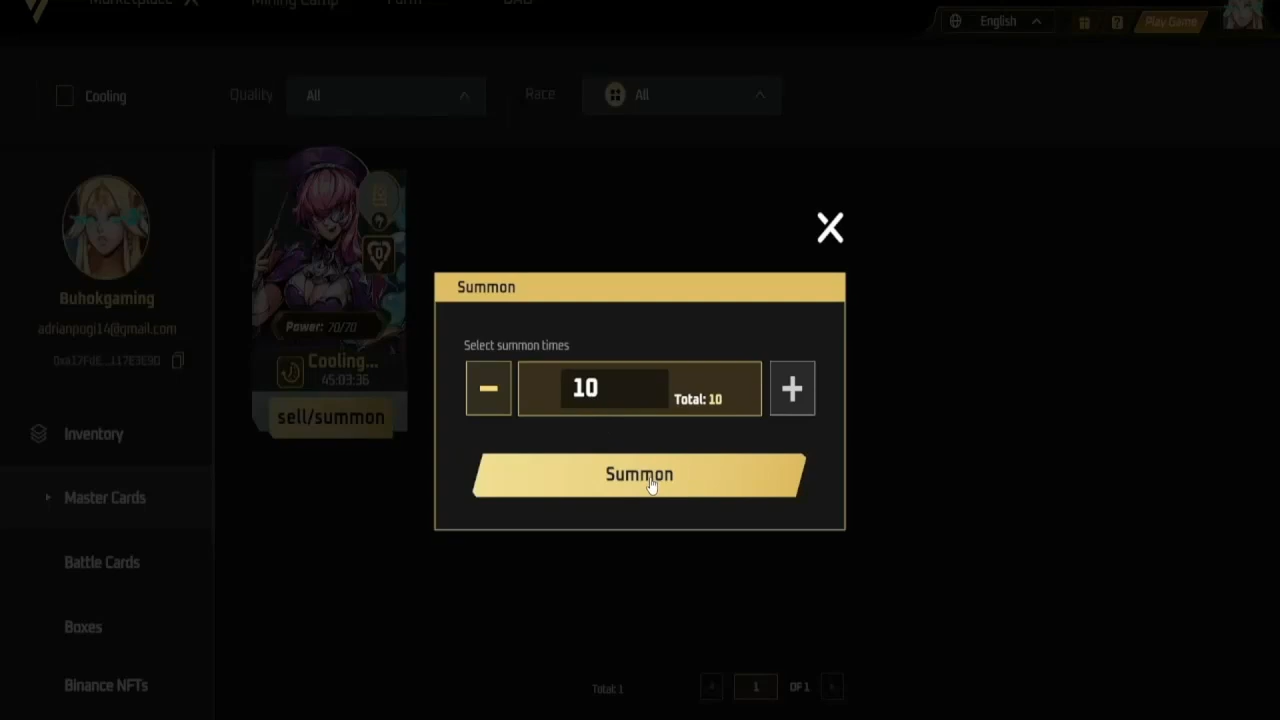 Marketplace
Mining Camp
Farm
DAO
English
Play Game
Cooling
Quality
All
Race
All
Buhokgaming
adrianpogi14@gmail.com
Power: 70/70
Cooling...
45:03:36
sell/summon
Inventory
Master Cards
Battle Cards
Boxes
Binance NFTs
Summon
Select summon times
10
Total: 10
Summon
Total: 1
1
OF 1